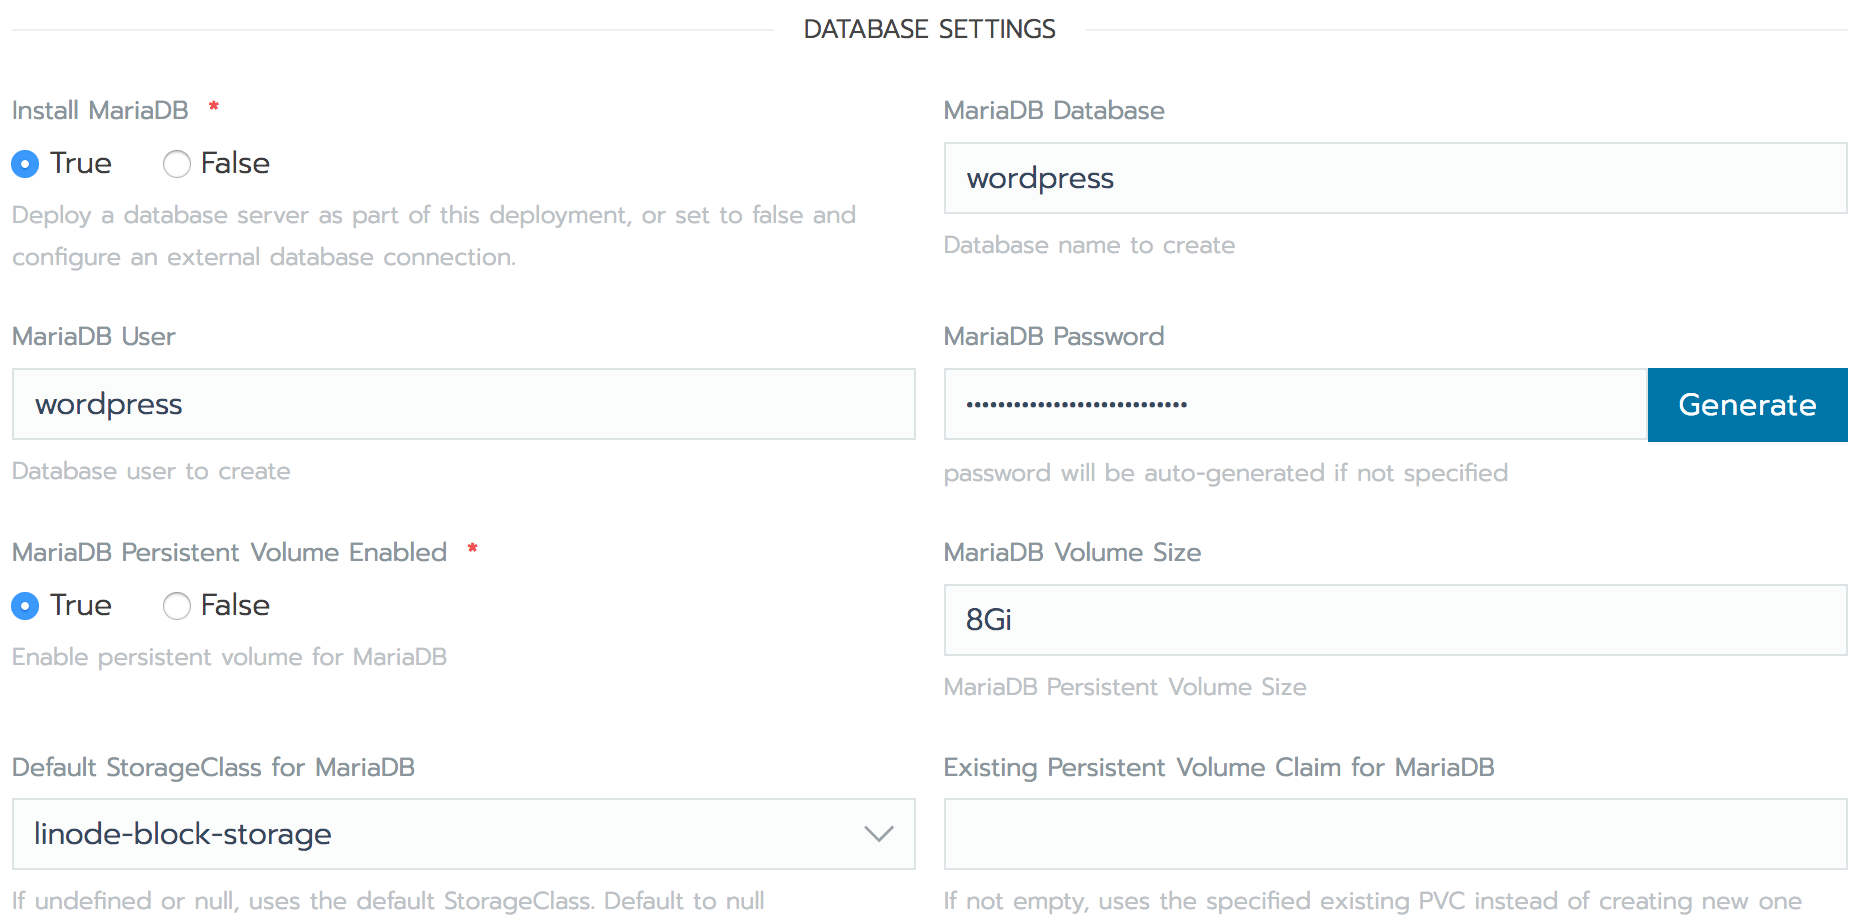 DATABASE SETTINGS
Install MariaDB *
True False
Deploy a database server as part of this deployment, or set to false and
configure an external database connection.
MariaDB Database
wordpress
Database name to create
MariaDB User
wordpress
Database user to create
MariaDB Password
••••••••••••••••••••••••••••
Generate
password will be auto-generated if not specified
MariaDB Persistent Volume Enabled *
True False
Enable persistent volume for MariaDB
MariaDB Volume Size
8Gi
MariaDB Persistent Volume Size
Default StorageClass for MariaDB
linode-block-storage
If undefined or null, uses the default StorageClass. Default to null
Existing Persistent Volume Claim for MariaDB
If not empty, uses the specified existing PVC instead of creating new one